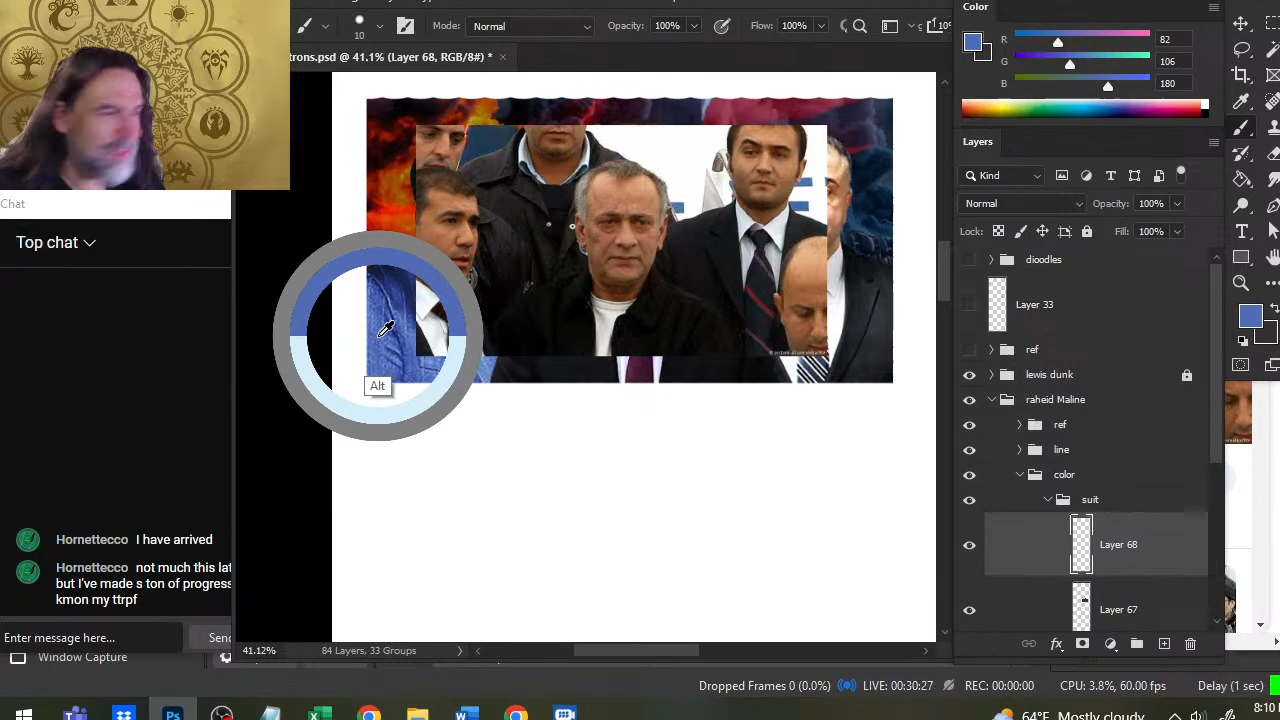 10
Mode:
Normal
Opacity:
100%
Flow:
100%
trons.psd @ 41.1% (Layer 68, RGB/8#) *
Color
R
82
G
106
B
180
Chat
Top chat
Hornettecco I have arrived
Hornettecco not much this lat
but I've made s ton of progress
kmon my ttrpf
Enter message here...
Send
Window Capture
Alt
Layers
Kind
Normal
Opacity:
100%
Lock:
Fill:
100%
dioodles
Layer 33
ref
lewis dunk
raheid Maline
ref
line
color
suit
Layer 68
Layer 67
fx
41.12%
84 Layers, 33 Groups
Dropped Frames 0 (0.0%)
LIVE: 00:30:27
REC: 00:00:00
CPU: 3.8%, 60.00 fps
Delay (1 sec)
Ps
64°F Mostly cloudy
8:10